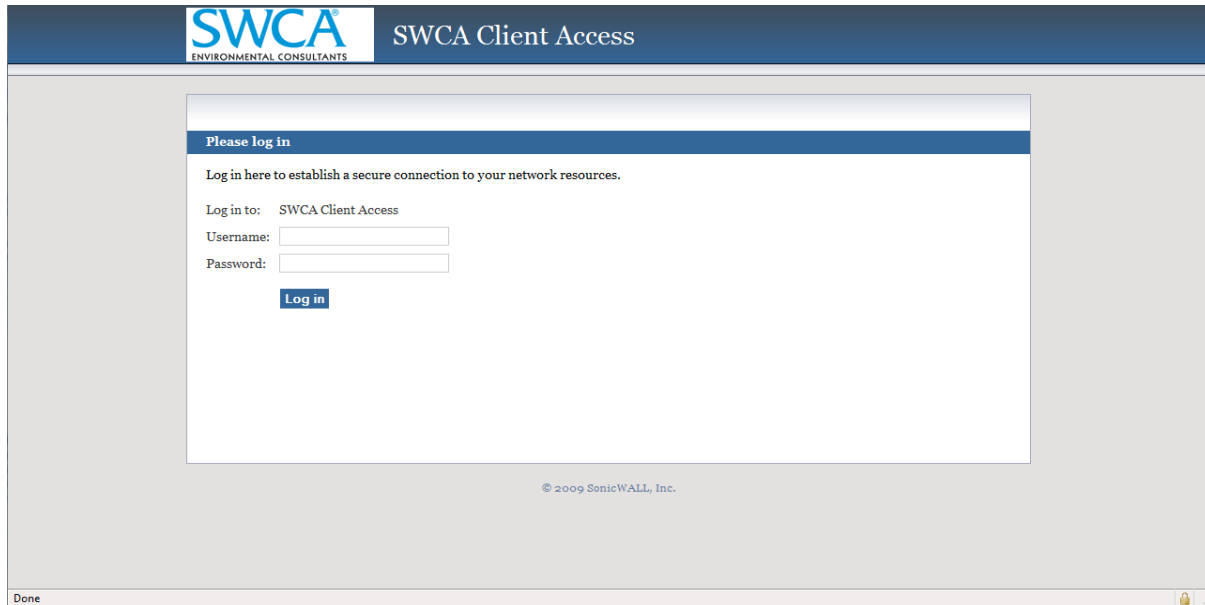 SWCA®
ENVIRONMENTAL CONSULTANTS
SWCA Client Access
Please log in
Log in here to establish a secure connection to your network resources.
Log in to: SWCA Client Access
Username:
Password:
Log in
© 2009 SonicWALL, Inc.
Done